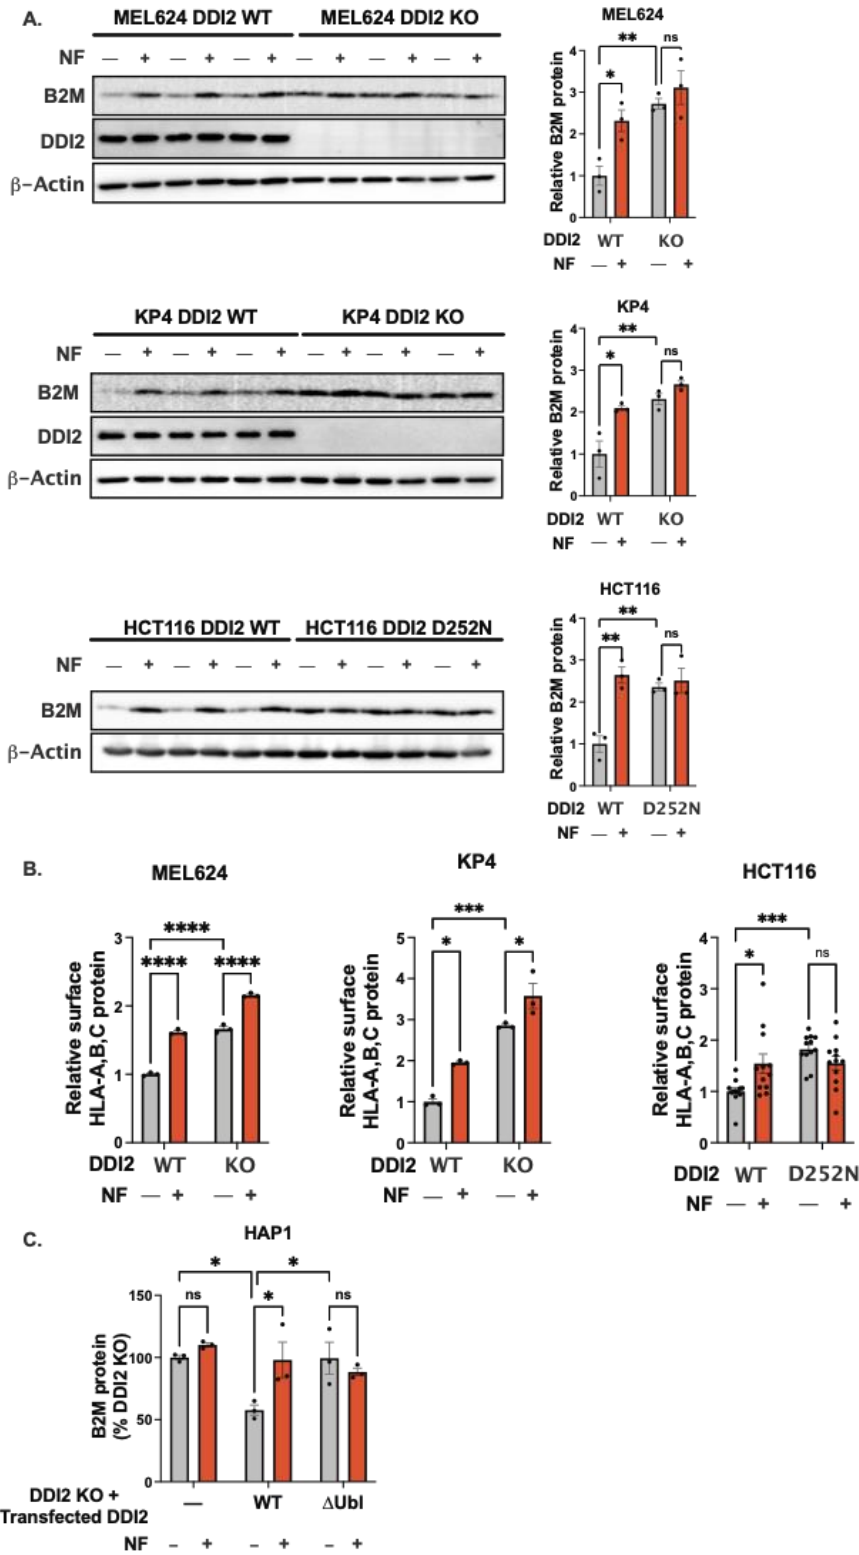 A.
MEL624 DDI2 WT MEL624 DDI2 KO
NF — + — + — + — + — + — +
B2M
DDI2
β−Actin
MEL624
Relative B2M protein
4
3
2
1
0
** ns
*
DDI2 WT KO
NF — + — +
KP4 DDI2 WT KP4 DDI2 KO
NF — + — + — + — + — + — +
B2M
DDI2
β−Actin
KP4
Relative B2M protein
4
3
2
1
0
**
* ns
DDI2 WT KO
NF — + — +
HCT116 DDI2 WT HCT116 DDI2 D252N
NF — + — + — + — + — + — +
B2M
β−Actin
HCT116
Relative B2M protein
4
3
2
1
0
**
** ns
DDI2 WT D252N
NF — + — +
B.
MEL624
Relative surface
HLA-A,B,C protein
3
2
1
0
****
**** ****
DDI2 WT KO
NF — + — +
KP4
Relative surface
HLA-A,B,C protein
5
4
3
2
1
0
***
* *
DDI2 WT KO
NF — + — +
HCT116
Relative surface
HLA-A,B,C protein
4
3
2
1
0
***
* ns
DDI2 WT D252N
NF — + — +
C.
HAP1
B2M protein
(% DDI2 KO)
150
100
50
0
* *
ns * ns
DDI2 KO +
Transfected DDI2 — WT ΔUbl
NF – + – + – +